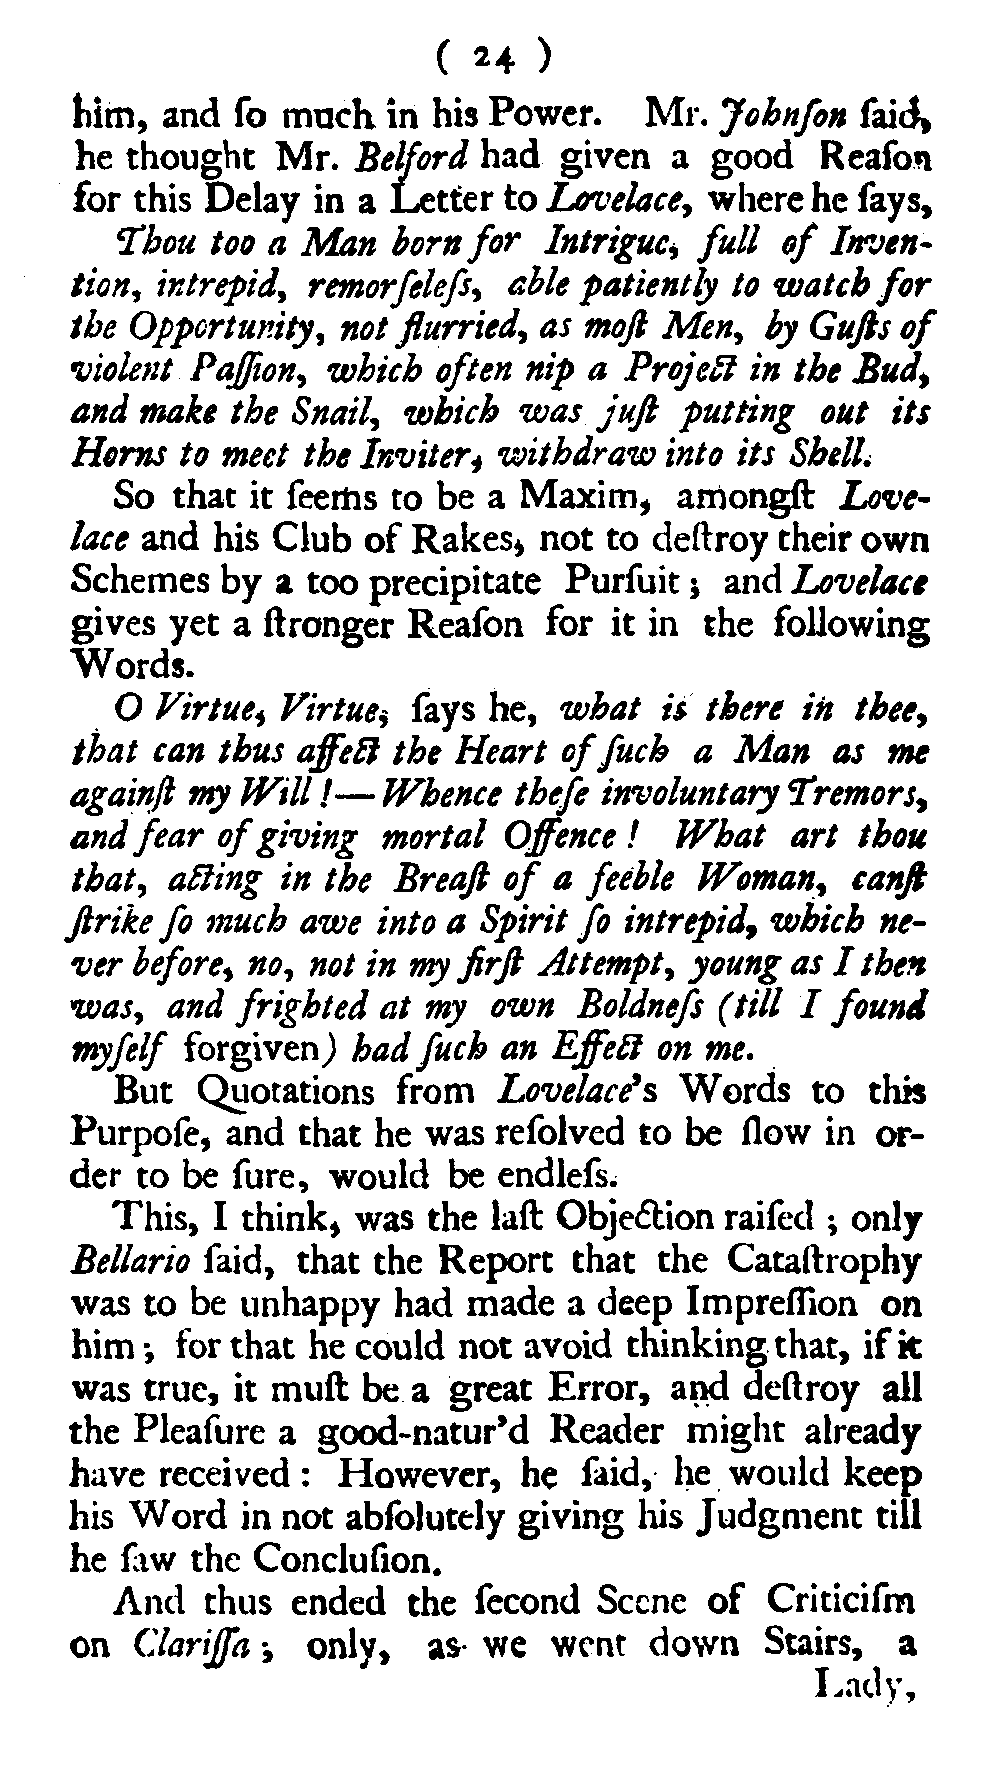 ( 24 )
him, and ſo much in his Power. Mr. Johnſon ſaid,
he thought Mr. Belford had given a good Reaſon
for this Delay in a Letter to Lovelace, where he ſays,
Thou too a Man born for Intrigue, full of Inven-
tion, intrepid, remorſeleſs, able patiently to watch for
the Opportunity, not flurried, as moſt Men, by Guſts of
violent Paſſion, which often nip a Project in the Bud,
and make the Snail, which was juſt putting out its
Horns to meet the Inviter, withdraw into its Shell.
So that it ſeems to be a Maxim, amongſt Love-
lace and his Club of Rakes, not to deſtroy their own
Schemes by a too precipitate Purſuit; and Lovelace
gives yet a ſtronger Reaſon for it in the following
Words.
O Virtue, Virtue, ſays he, what is there in thee,
that can thus affect the Heart of ſuch a Man as me
againſt my Will!— Whence theſe involuntary Tremors,
and fear of giving mortal Offence! What art thou
that, acting in the Breaſt of a feeble Woman, canſt
ſtrike ſo much awe into a Spirit ſo intrepid, which ne-
ver before, no, not in my firſt Attempt, young as I then
was, and frighted at my own Boldneſs (till I found
myſelf forgiven) had ſuch an Effect on me.
But Quotations from Lovelace's Words to this
Purpoſe, and that he was reſolved to be ſlow in or-
der to be ſure, would be endleſs.
This, I think, was the laſt Objection raiſed; only
Bellario ſaid, that the Report that the Cataſtrophy
was to be unhappy had made a deep Impreſſion on
him; for that he could not avoid thinking that, if it
was true, it muſt be a great Error, and deſtroy all
the Pleaſure a good-natur'd Reader might already
have received: However, he ſaid, he would keep
his Word in not abſolutely giving his Judgment till
he ſaw the Concluſion.
And thus ended the ſecond Scene of Criticiſm
on Clariſſa; only, as we went down Stairs, a
Lady,